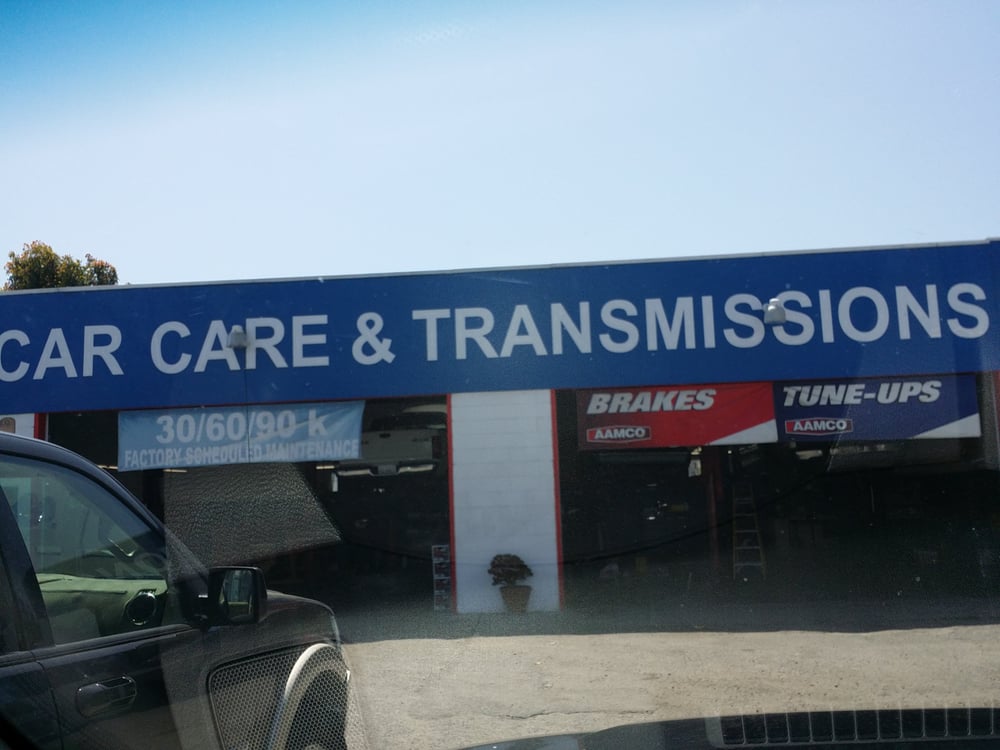 CAR CARE & TRANSMISSIONS
30/60/90 k
FACTORY SCHEDULED MAINTENANCE
BRAKES
AAMCO
TUNE-UPS
AAMCO